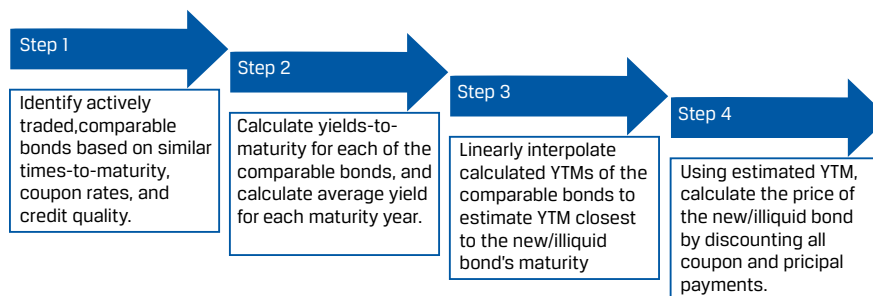 Step 1
Identify actively
traded,comparable
bonds based on similar
times-to-maturity,
coupon rates, and
credit quality.
Step 2
Calculate yields-to-
maturity for each of the
comparable bonds, and
calculate average yield
for each maturity year.
Step 3
Linearly interpolate
calculated YTMs of the
comparable bonds to
estimate YTM closest
to the new/illiquid
bond's maturity
Step 4
Using estimated YTM,
calculate the price of
the new/illiquid bond
by discounting all
coupon and pricipal
payments.